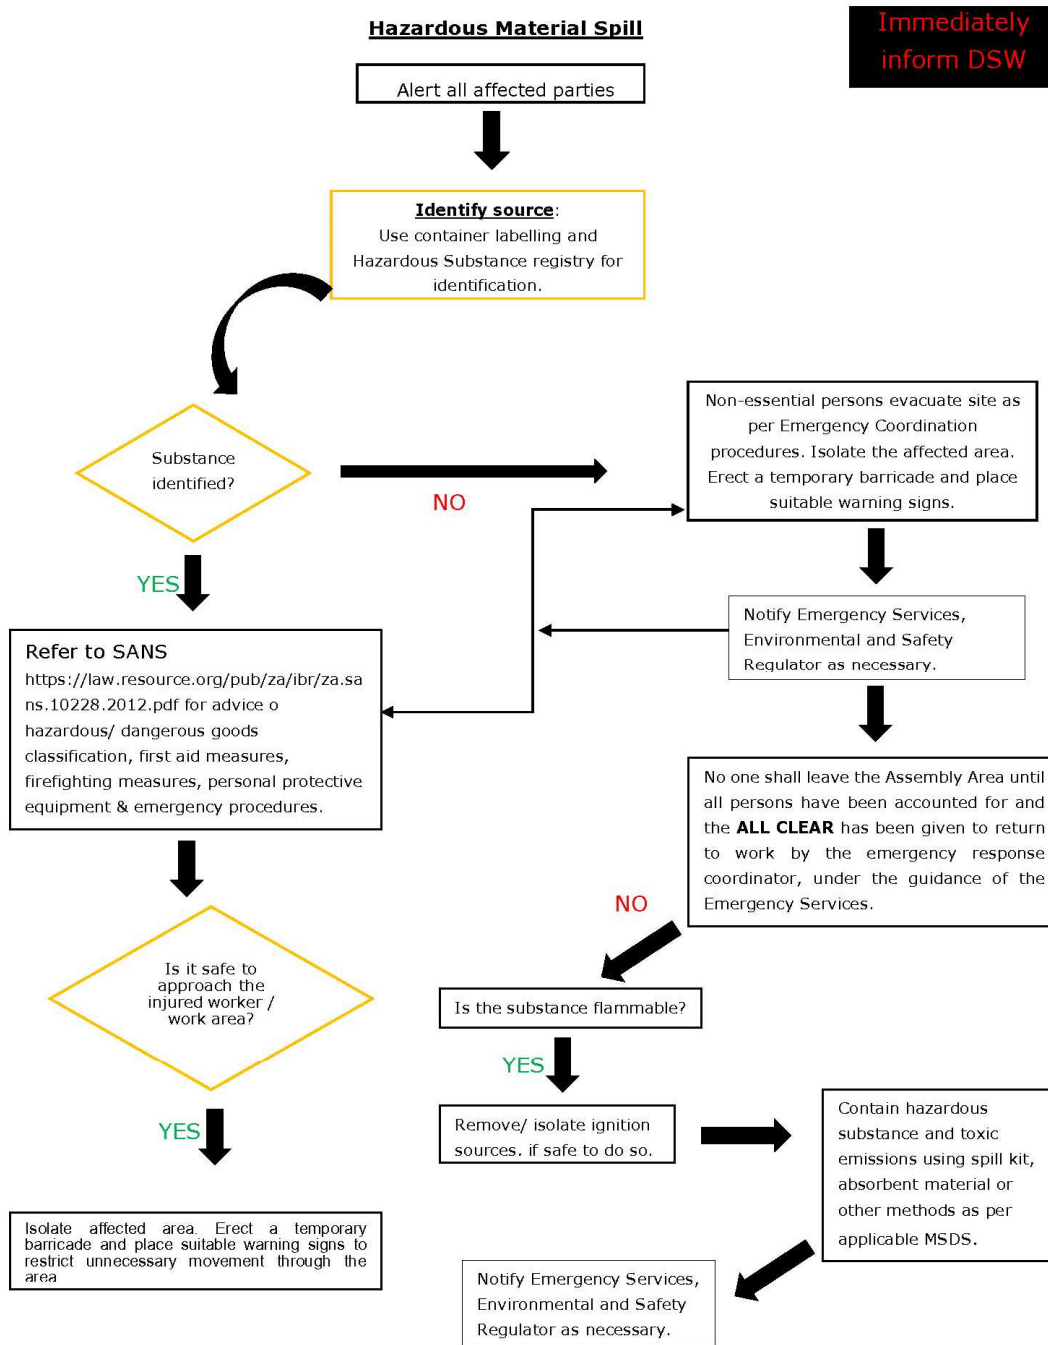 Hazardous Material Spill
Immediately
inform DSW
Alert all affected parties
Identify source:
Use container labelling and
Hazardous Substance registry for
identification.
Substance
identified?
NO
Non-essential persons evacuate site as
per Emergency Coordination
procedures. Isolate the affected area.
Erect a temporary barricade and place
suitable warning signs.
YES
Notify Emergency Services,
Environmental and Safety
Regulator as necessary.
Refer to SANS
https://law.resource.org/pub/za/ibr/za.sa
ns.10228.2012.pdf for advice o
hazardous/ dangerous goods
classification, first aid measures,
firefighting measures, personal protective
equipment & emergency procedures.
No one shall leave the Assembly Area until
all persons have been accounted for and
the ALL CLEAR has been given to return
to work by the emergency response
coordinator, under the guidance of the
Emergency Services.
NO
Is it safe to
approach the
injured worker /
work area?
Is the substance flammable?
YES
YES
Remove/ isolate ignition
sources. if safe to do so.
Contain hazardous
substance and toxic
emissions using spill kit,
absorbent material or
other methods as per
applicable MSDS.
Isolate affected area. Erect a temporary
barricade and place suitable warning signs to
restrict unnecessary movement through the
area
Notify Emergency Services,
Environmental and Safety
Regulator as necessary.